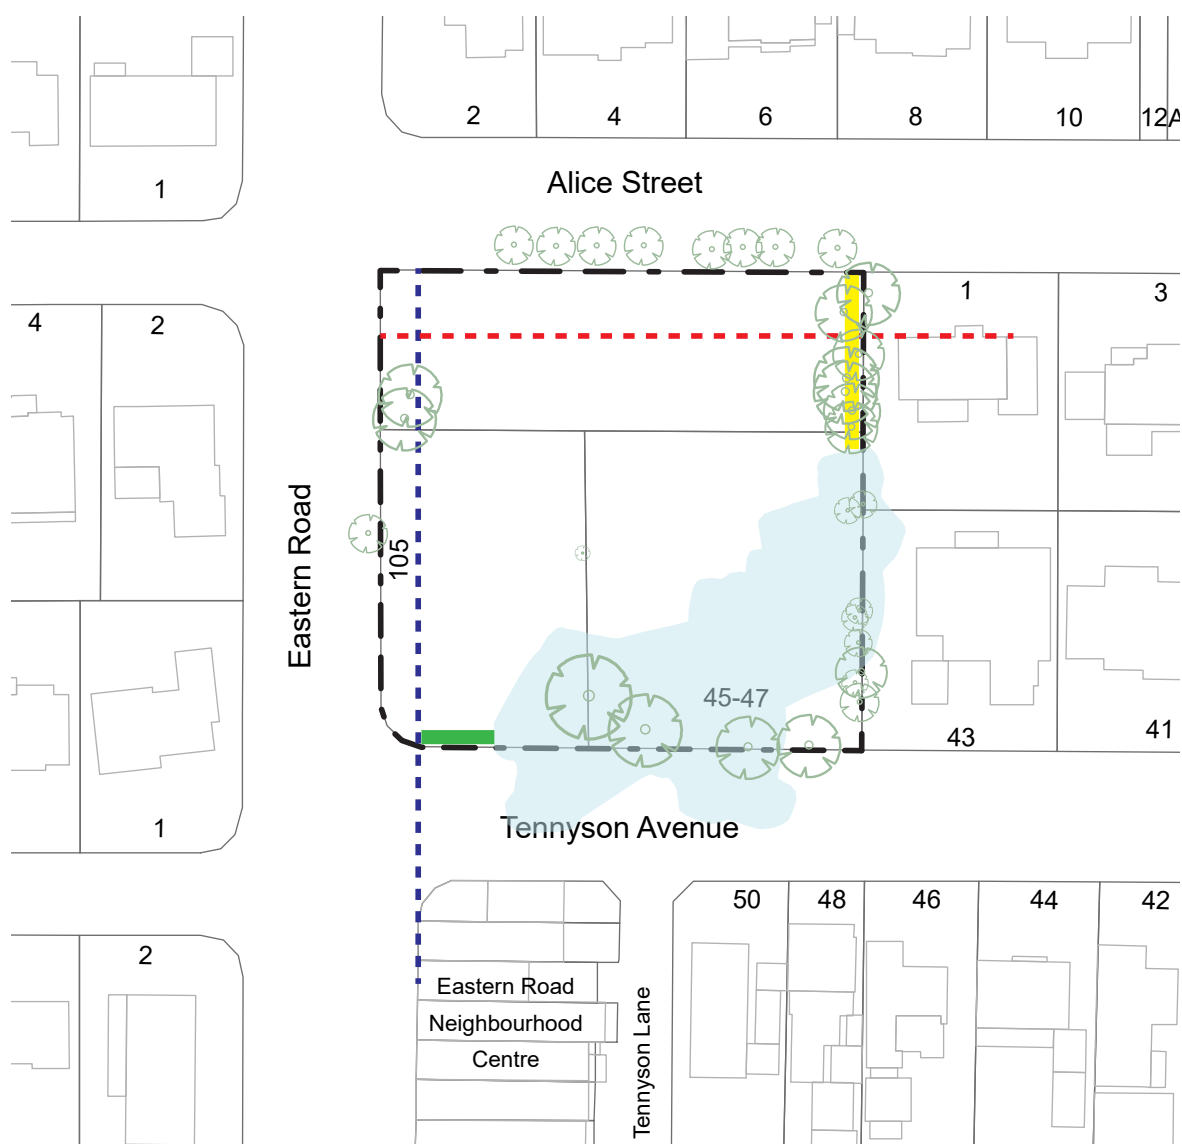 2
4
6
8
10
12A
1
Alice Street
1
3
4
2
Eastern Road
105
45-47
43
41
1
Tennyson Avenue
50
48
46
44
42
2
Eastern Road
Neighbourhood
Centre
Tennyson Lane